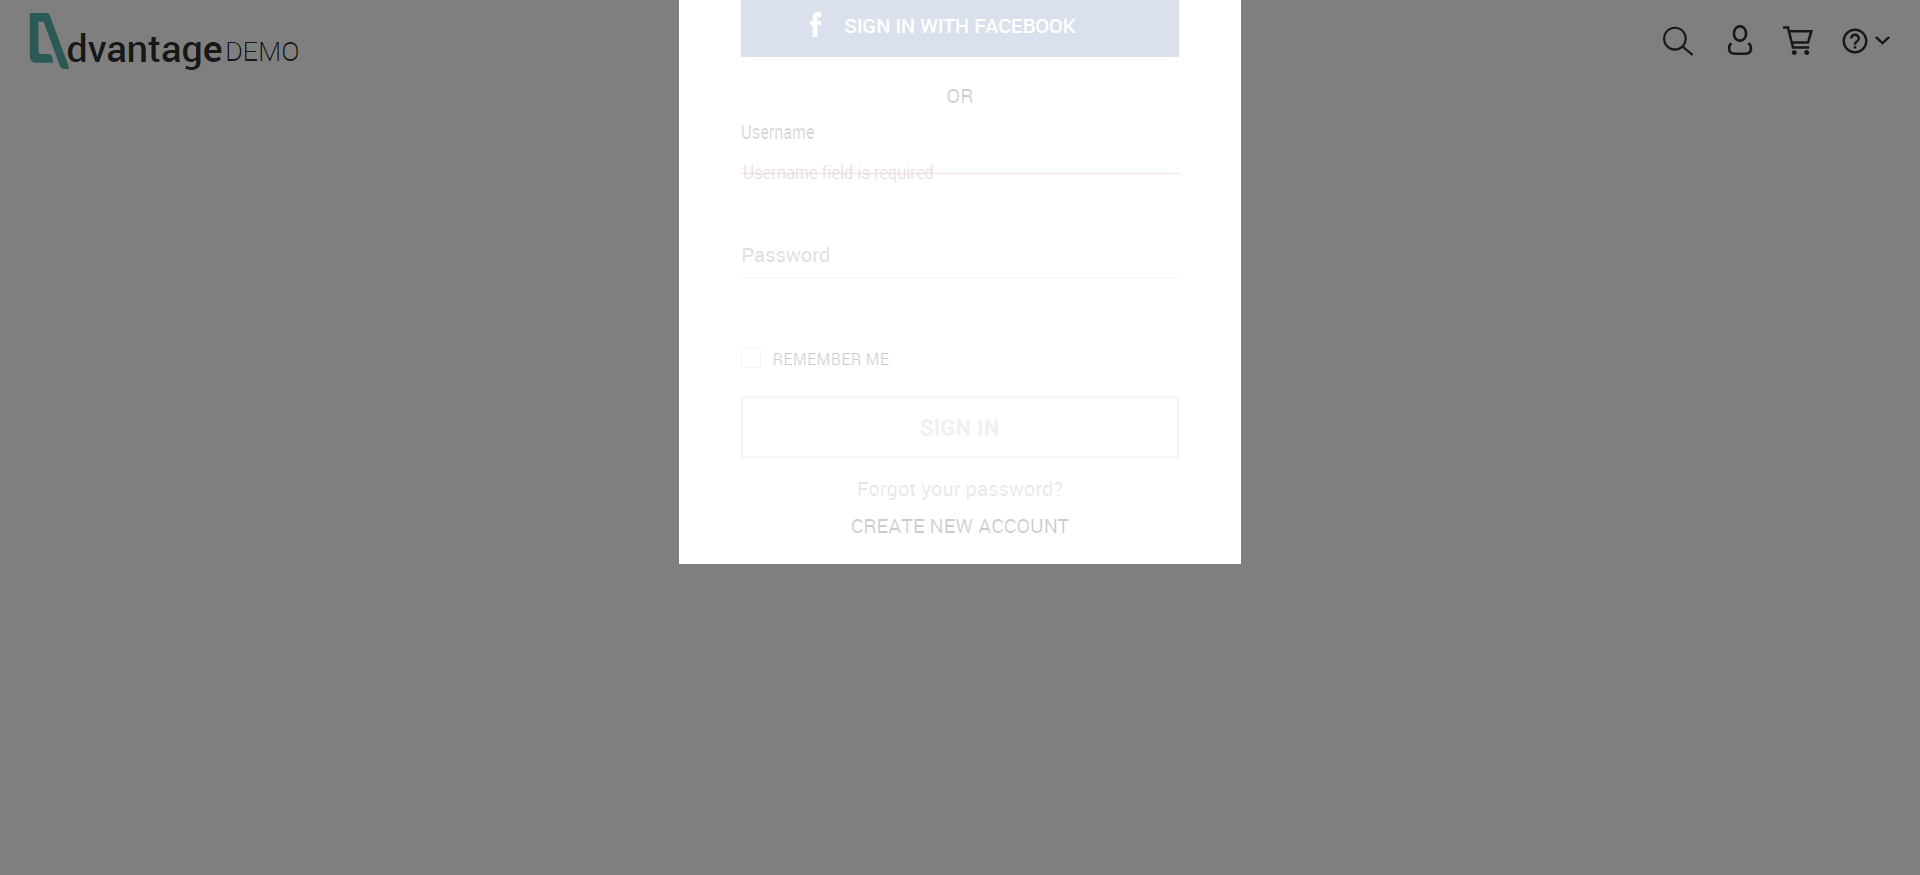 dvantage DEMO
SIGN IN WITH FACEBOOK
OR
Username
Username field is required
Password
REMEMBER ME
SIGN IN
Forgot your password?
CREATE NEW ACCOUNT